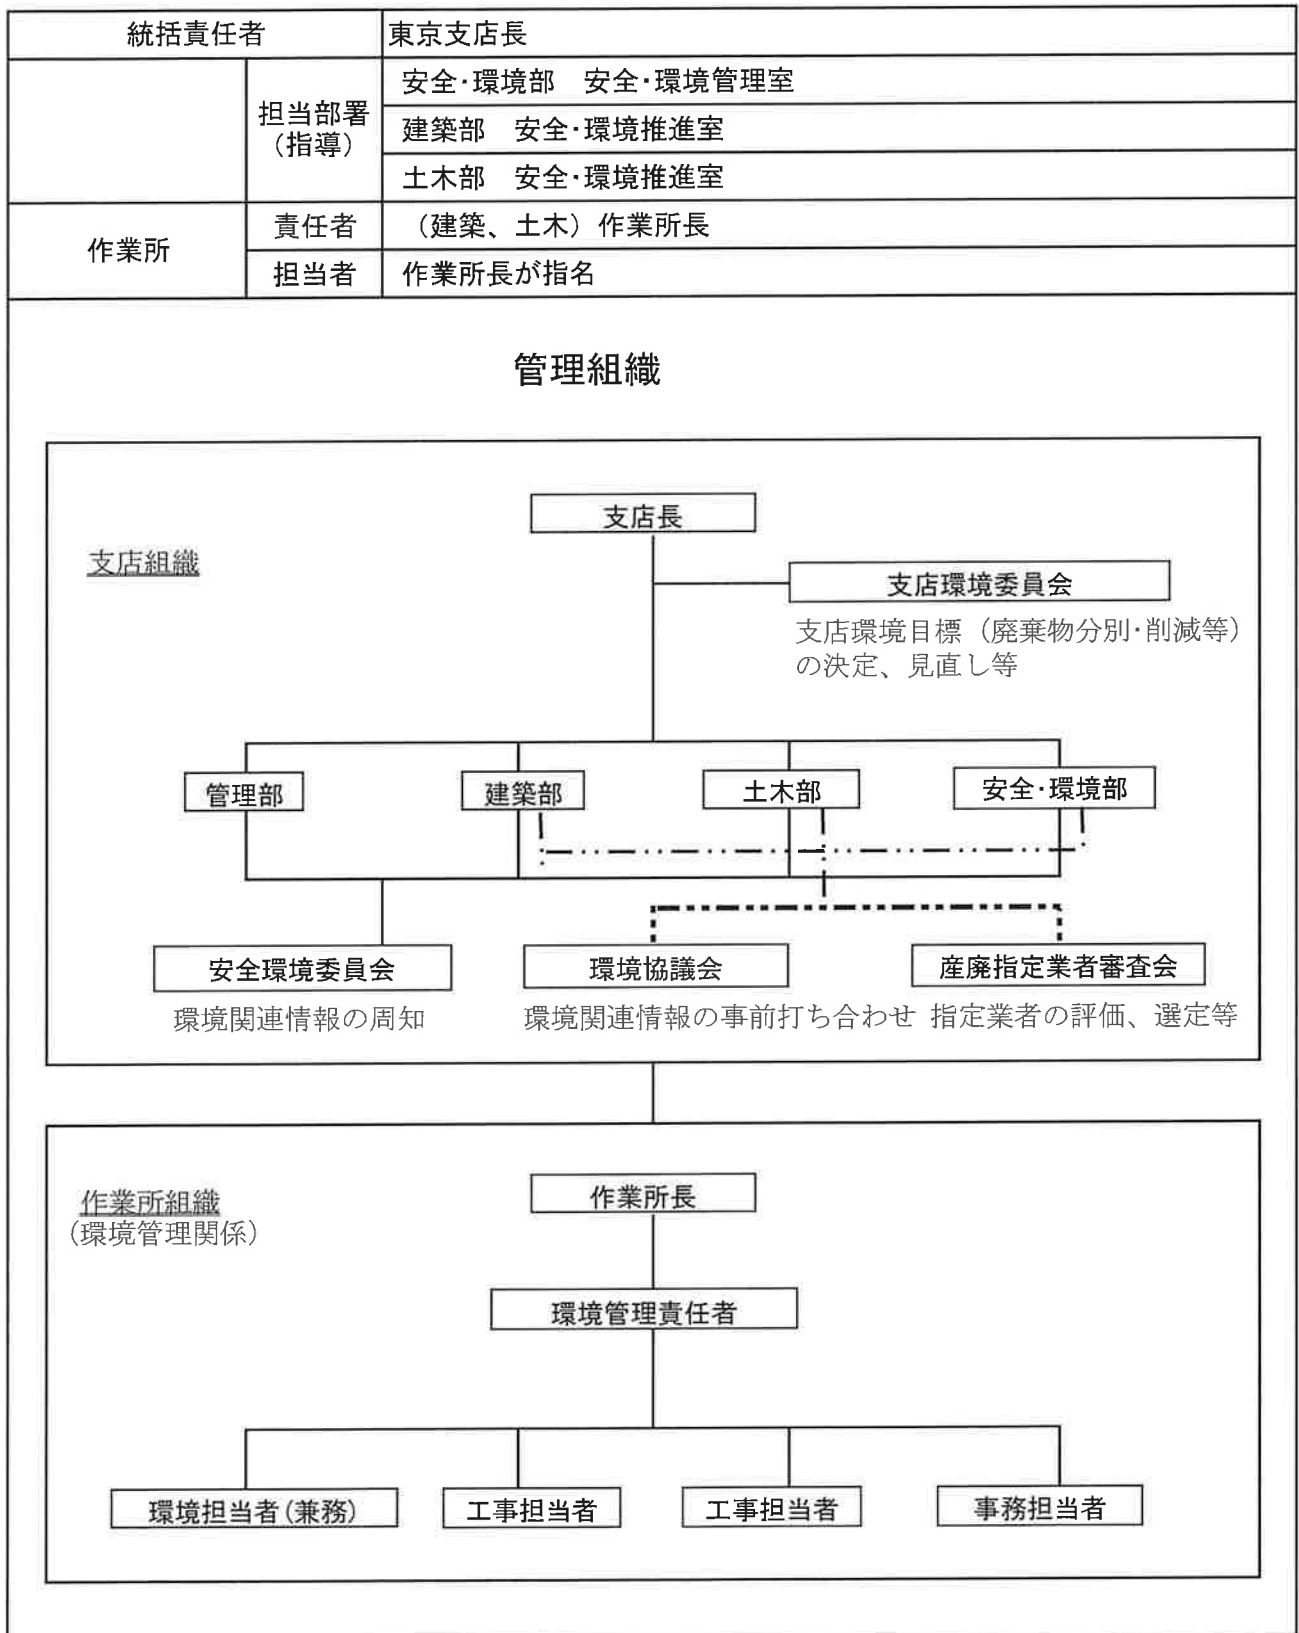 統括責任者 東京支店長
担当部署
（指導）
安全・環境部　安全・環境管理室
建築部　安全・環境推進室
土木部　安全・環境推進室
作業所
責任者 （建築、土木）作業所長
担当者 作業所長が指名
管理組織
支店長
支店組織
支店環境委員会
支店環境目標（廃棄物分別・削減等）
の決定、見直し等
管理部 建築部 土木部 安全・環境部
安全環境委員会 環境協議会 産廃指定業者審査会
環境関連情報の周知 環境関連情報の事前打ち合わせ 指定業者の評価、選定等
作業所長
作業所組織
（環境管理関係）
環境管理責任者
環境担当者（兼務） 工事担当者 工事担当者 事務担当者